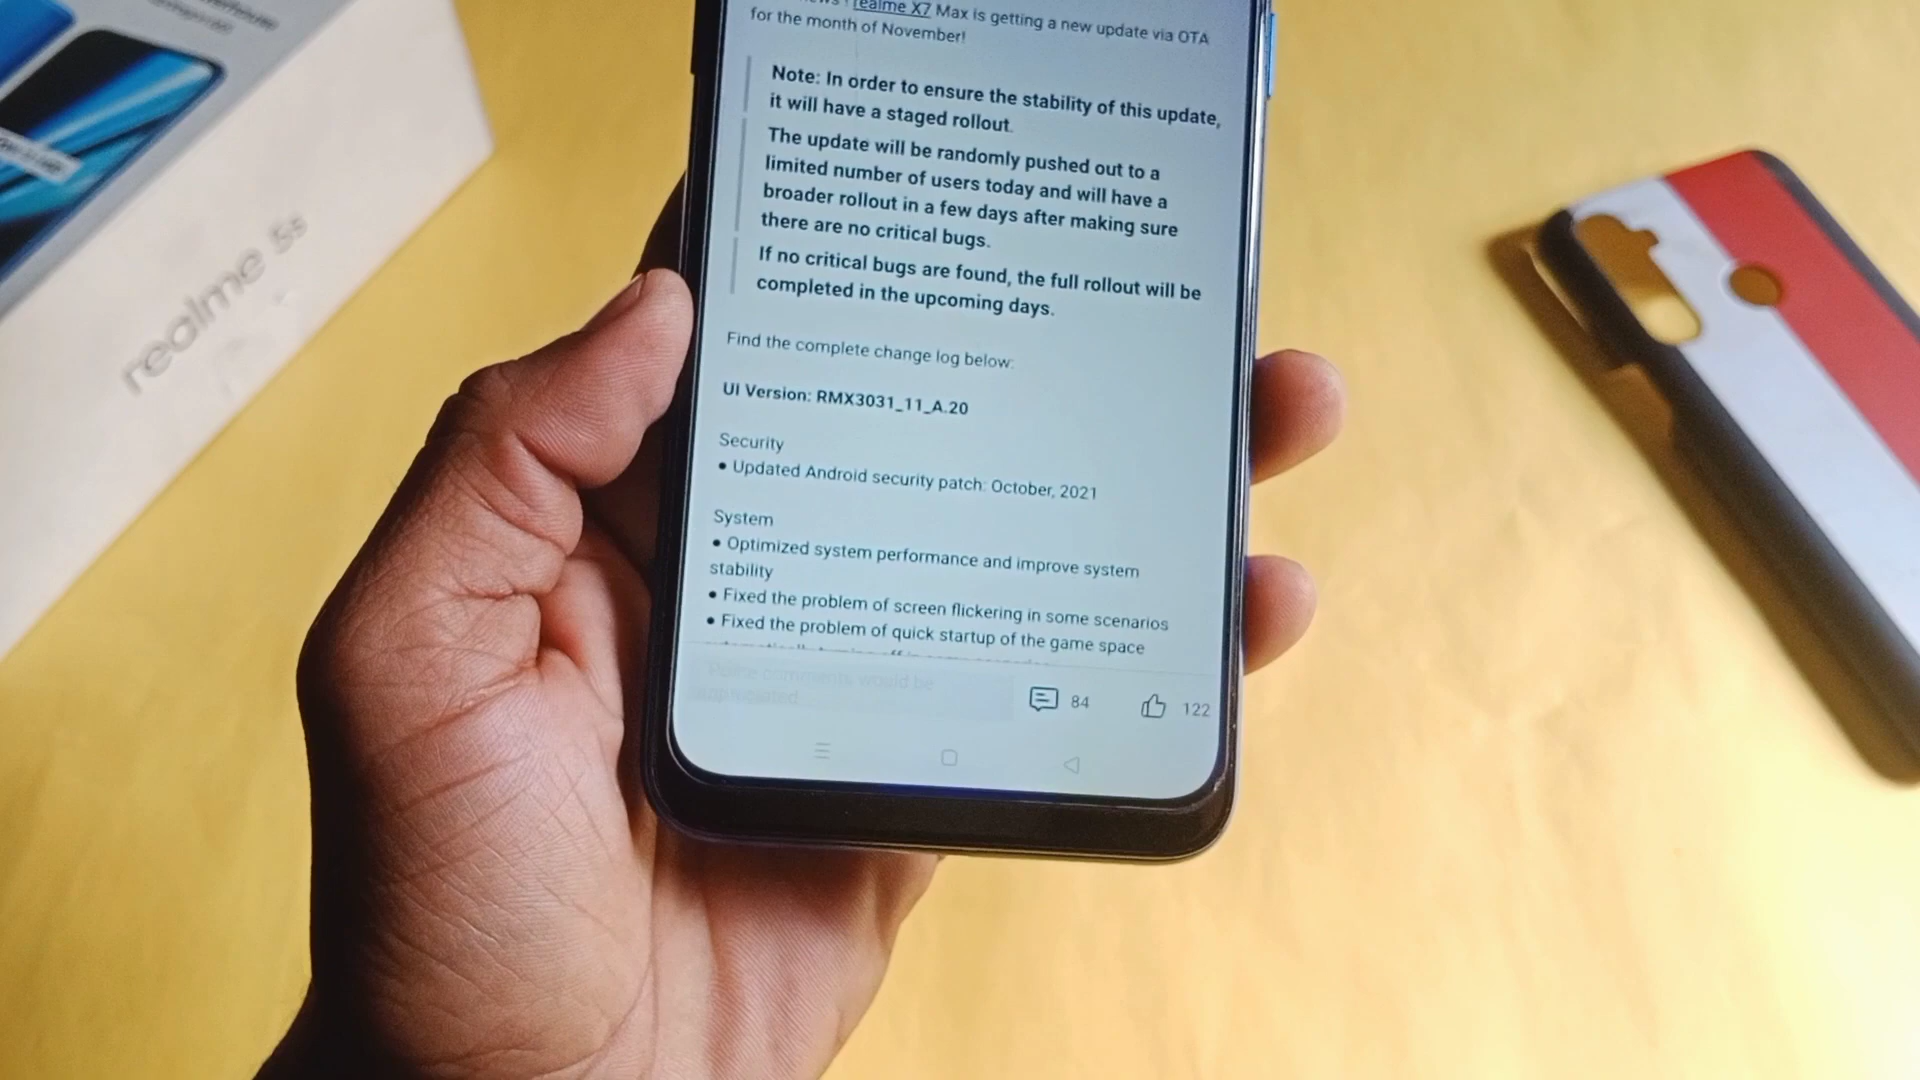 realme 5s
realme X7 Max is getting a new update via OTA
for the month of November!
Note: In order to ensure the stability of this update,
it will have a staged rollout.
The update will be randomly pushed out to a
limited number of users today and will have a
broader rollout in a few days after making sure
there are no critical bugs.
If no critical bugs are found, the full rollout will be
completed in the upcoming days.
Find the complete change log below:
UI Version: RMX3031_11_A.20
Security
• Updated Android security patch: October, 2021
System
• Optimized system performance and improve system
stability
• Fixed the problem of screen flickering in some scenarios
• Fixed the problem of quick startup of the game space
Polite comments would be
appreciated
84
122